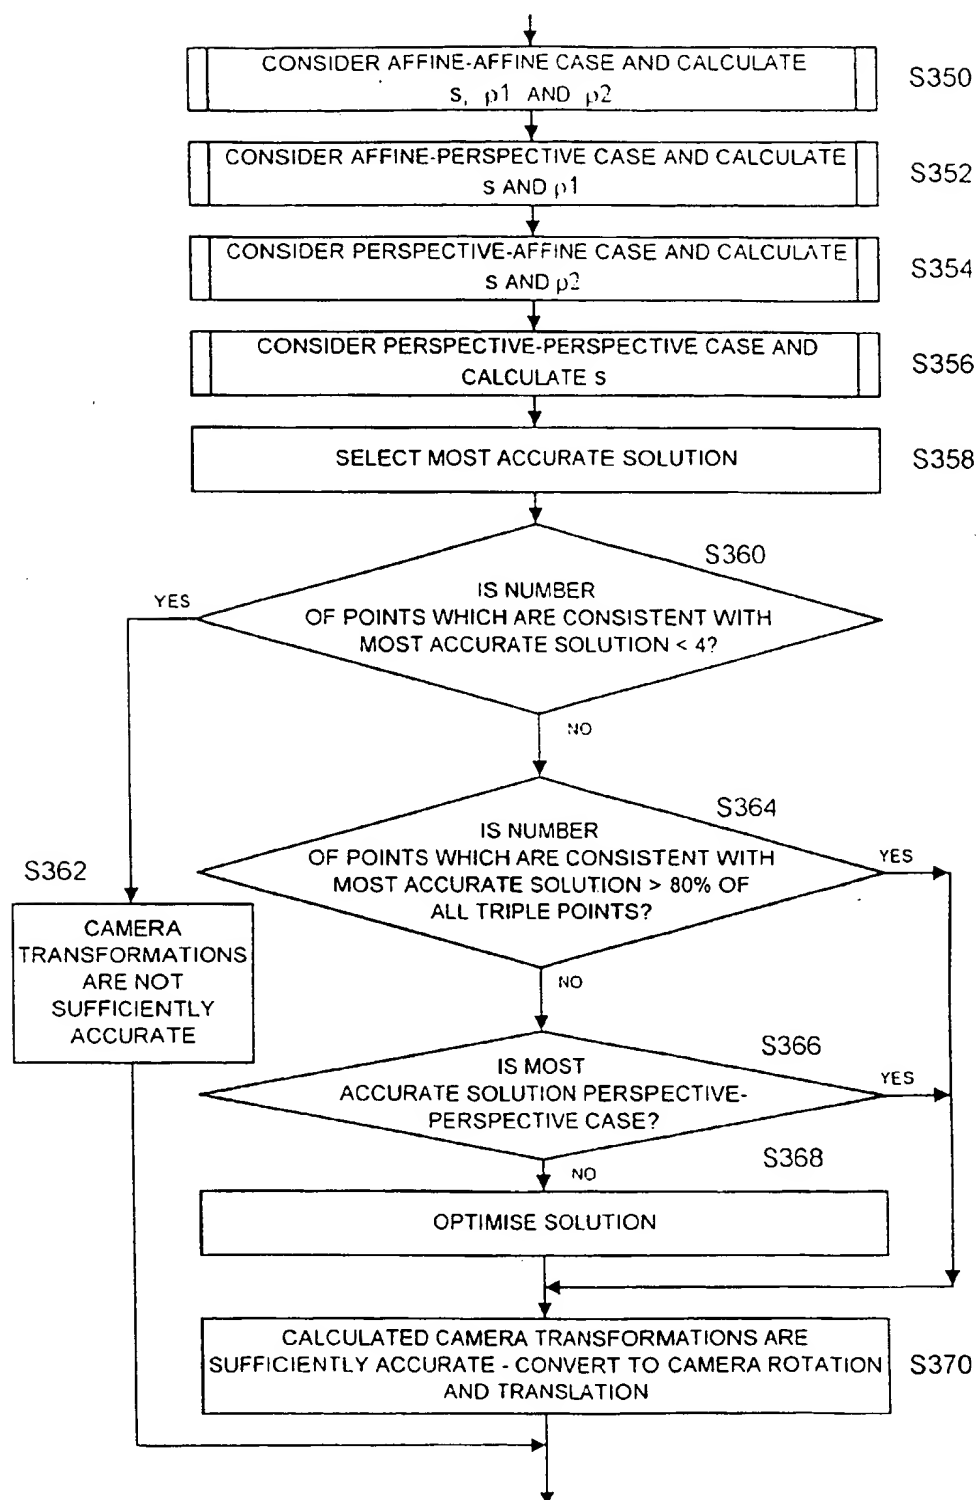 CONSIDER AFFINE-AFFINE CASE AND CALCULATE
s, ρ1 AND ρ2
S350
CONSIDER AFFINE-PERSPECTIVE CASE AND CALCULATE
s AND ρ1
S352
CONSIDER PERSPECTIVE-AFFINE CASE AND CALCULATE
s AND ρ2
S354
CONSIDER PERSPECTIVE-PERSPECTIVE CASE AND
CALCULATE s
S356
SELECT MOST ACCURATE SOLUTION
S358
S360
IS NUMBER
OF POINTS WHICH ARE CONSISTENT WITH
MOST ACCURATE SOLUTION < 4?
YES
NO
S364
IS NUMBER
OF POINTS WHICH ARE CONSISTENT WITH
MOST ACCURATE SOLUTION > 80% OF
ALL TRIPLE POINTS?
YES
NO
S362
CAMERA
TRANSFORMATIONS
ARE NOT
SUFFICIENTLY
ACCURATE
S366
IS MOST
ACCURATE SOLUTION PERSPECTIVE-
PERSPECTIVE CASE?
YES
NO
S368
OPTIMISE SOLUTION
CALCULATED CAMERA TRANSFORMATIONS ARE
SUFFICIENTLY ACCURATE - CONVERT TO CAMERA ROTATION
AND TRANSLATION
S370